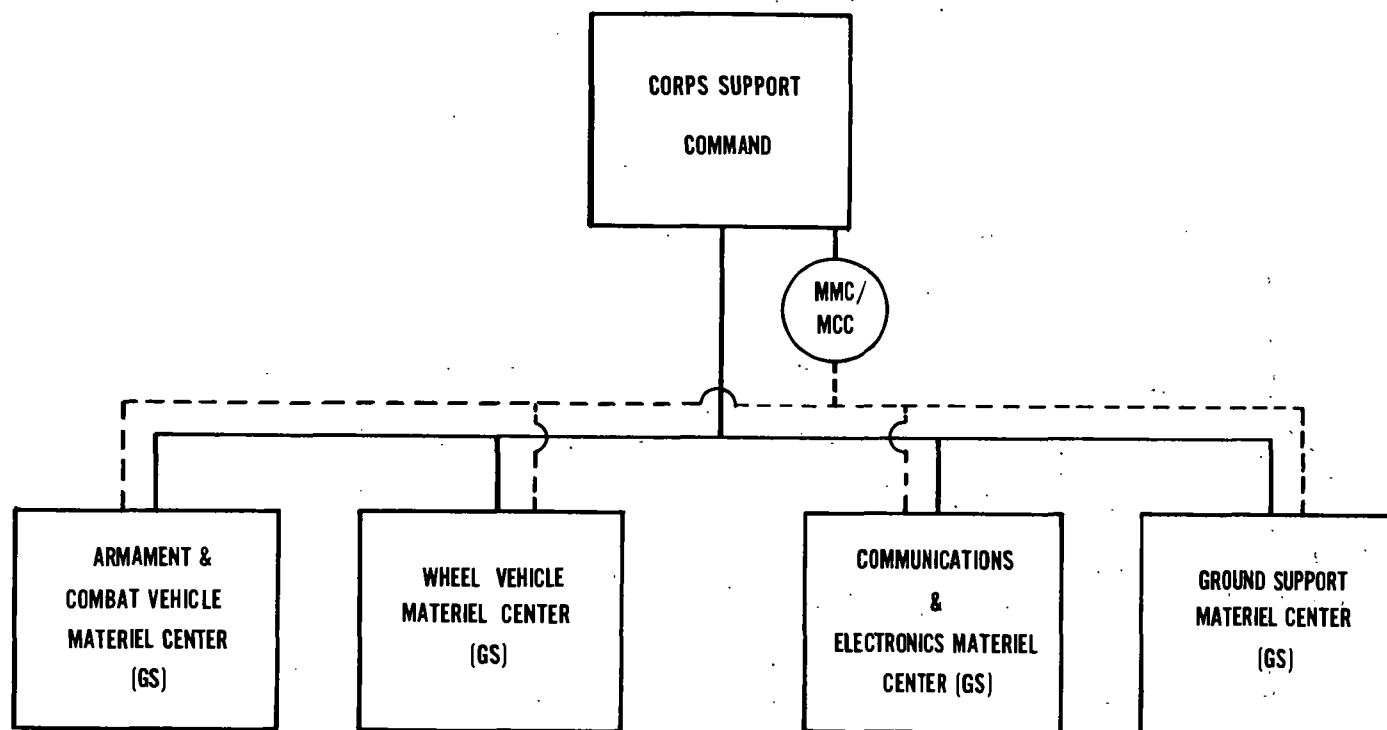 CORPS SUPPORT
COMMAND
MMC/
MCC
ARMAMENT &
COMBAT VEHICLE
MATERIEL CENTER
(GS)
WHEEL VEHICLE
MATERIEL CENTER
(GS)
COMMUNICATIONS
&
ELECTRONICS MATERIEL
CENTER (GS)
GROUND SUPPORT
MATERIEL CENTER
(GS)